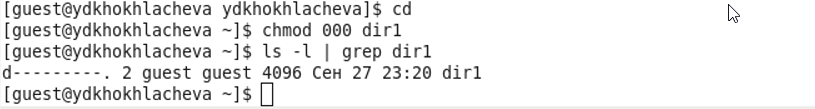 [guest@ydkhokhlacheva ydkhokhlacheva]$ cd
[guest@ydkhokhlacheva ~]$ chmod 000 dir1
[guest@ydkhokhlacheva ~]$ ls -l | grep dir1
d---------. 2 guest guest 4096 Сен 27 23:20 dir1
[guest@ydkhokhlacheva ~]$